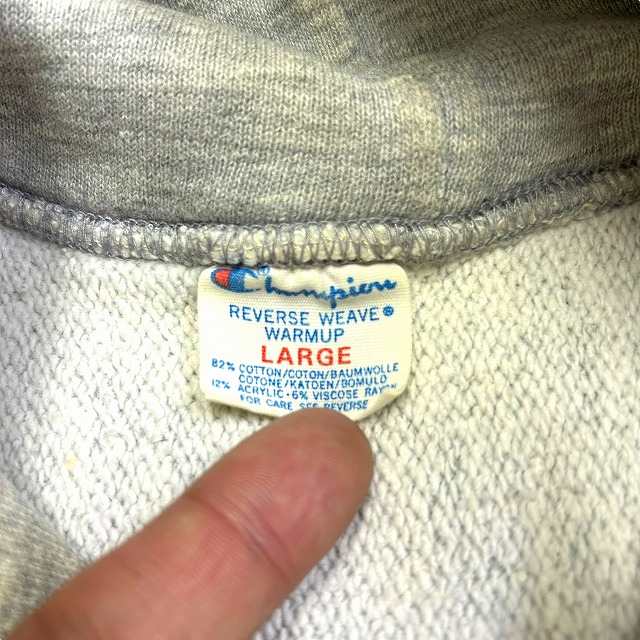 Champion
REVERSE WEAVE®
WARMUP
LARGE
82% COTTON/COTON/BAUMWOLLE
COTONE/KATOEN/BOMULD
12% ACRYLIC·6% VISCOSE RAY™
FOR CARE SEE REVERSE